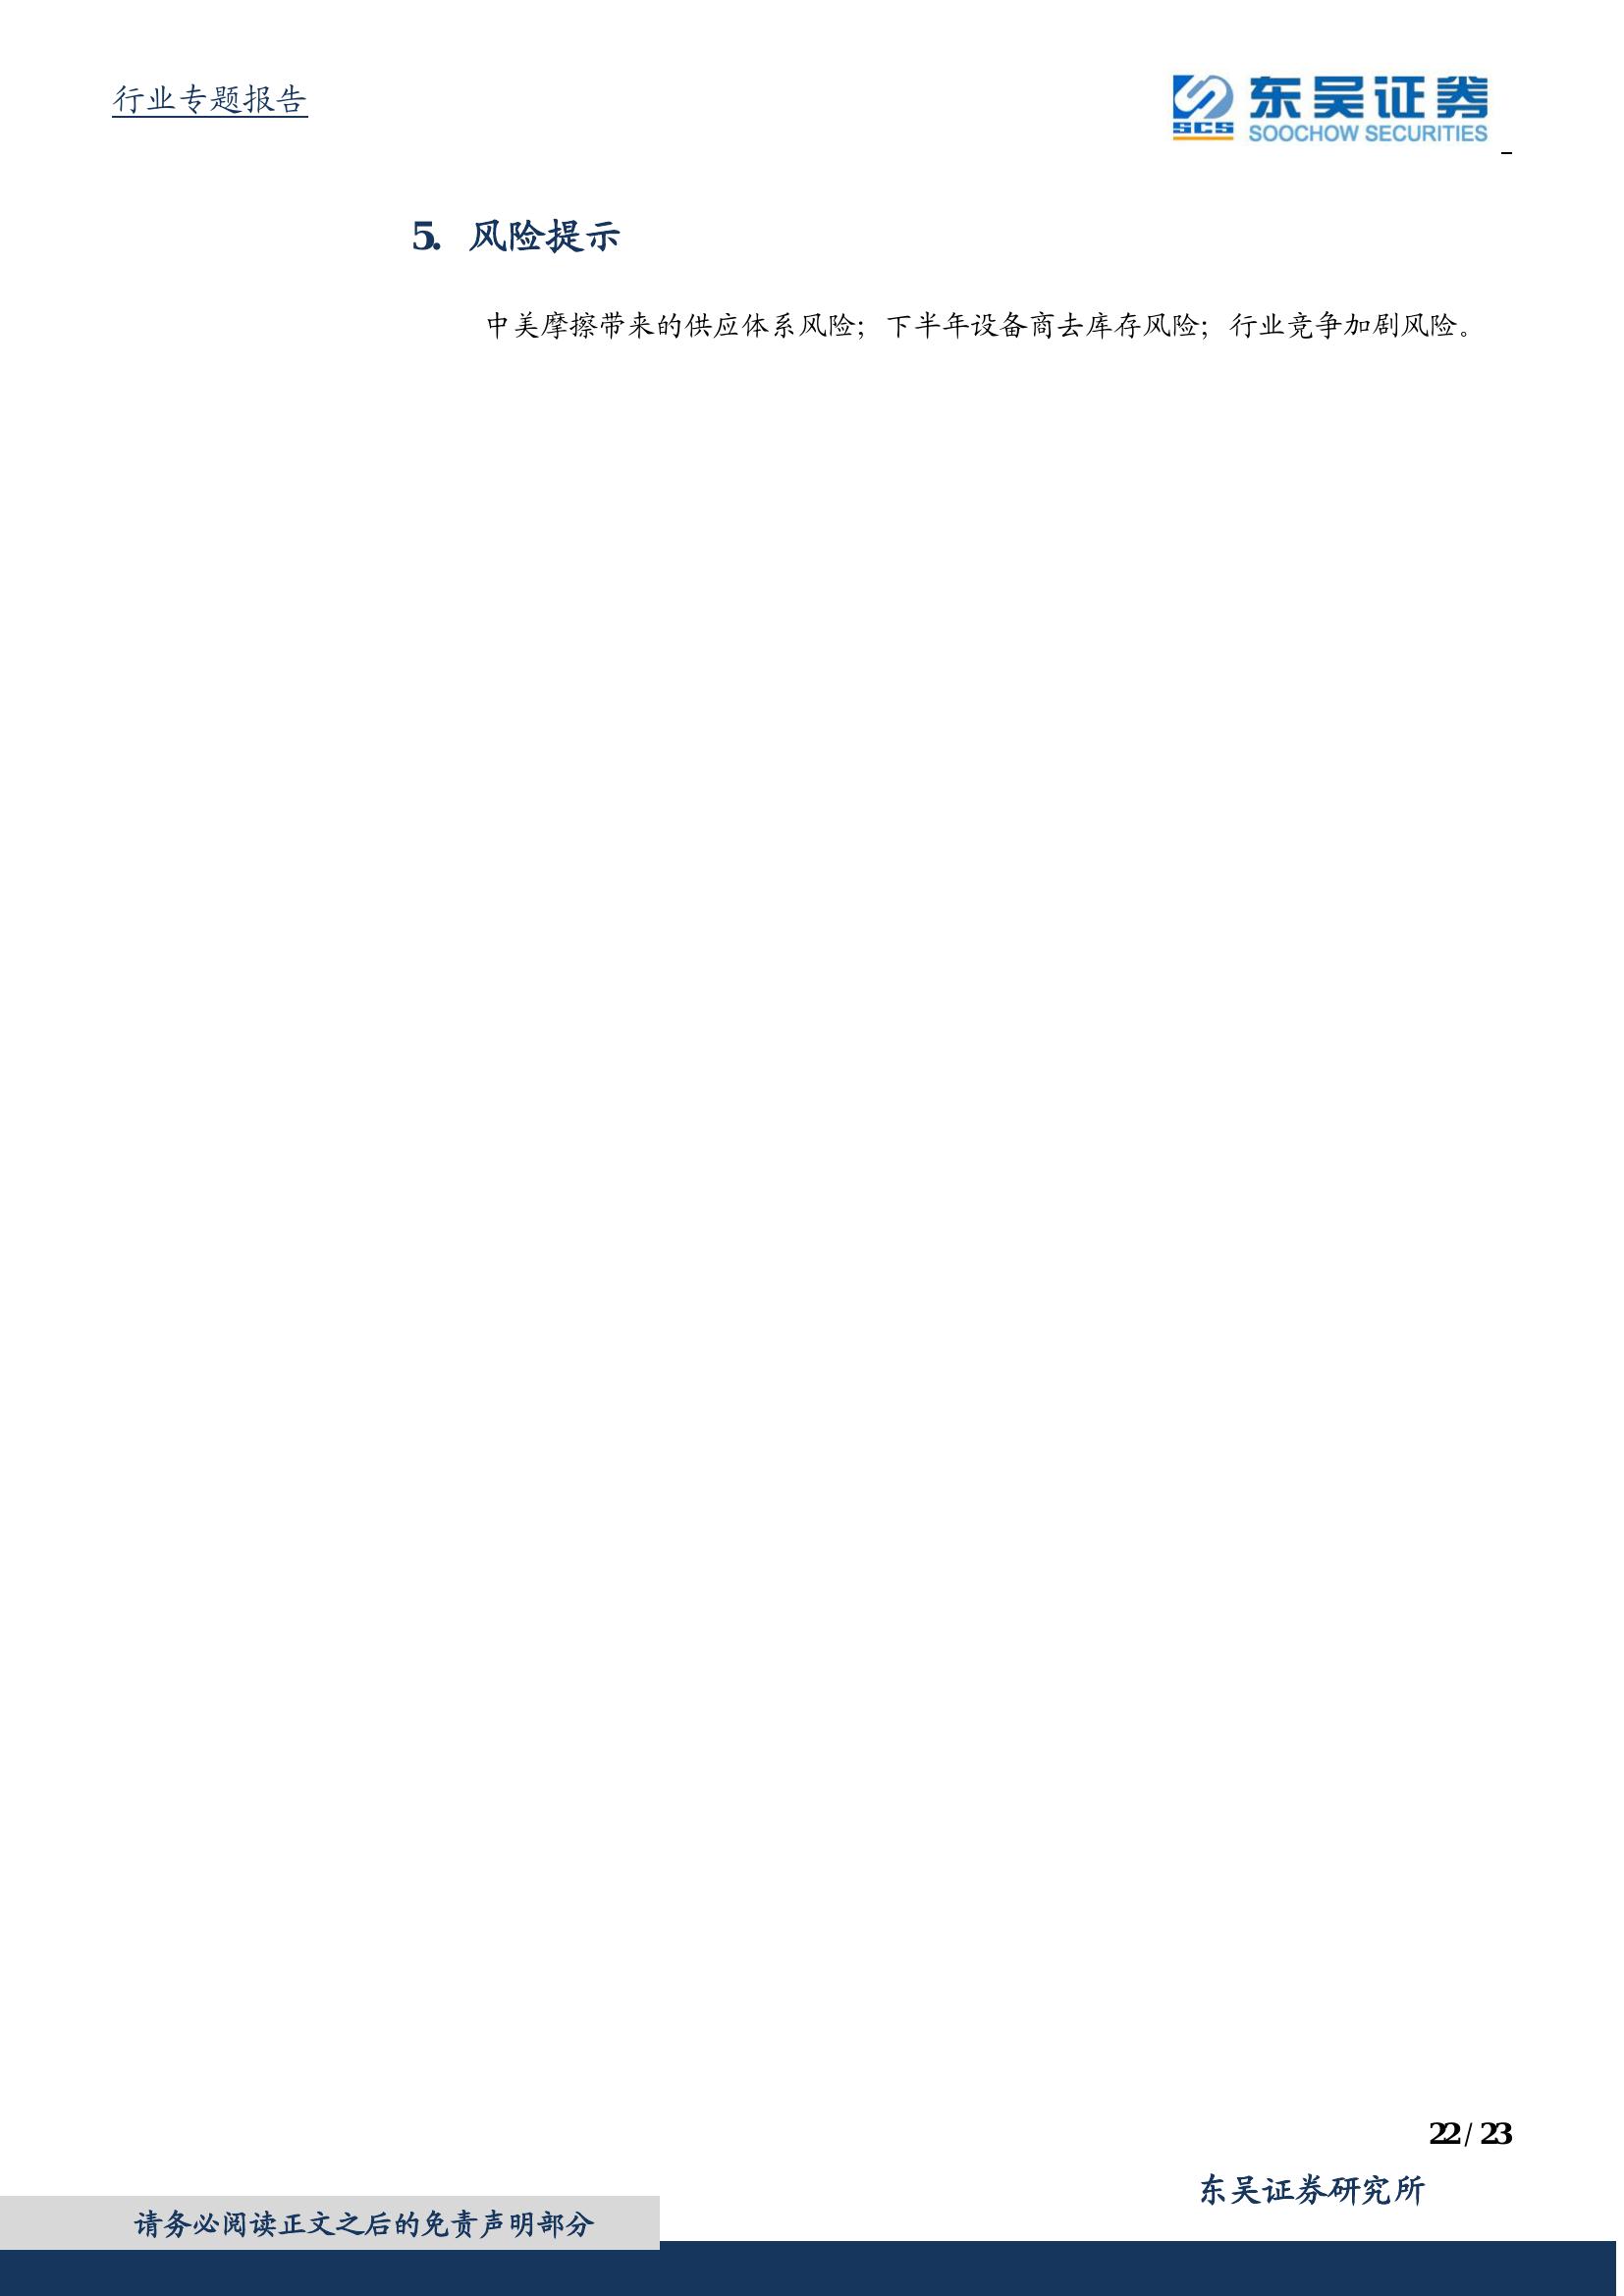 行业专题报告
东吴证券
SCS
SOOCHOW SECURITIES
5. 风险提示
中美摩擦带来的供应体系风险；下半年设备商去库存风险；行业竞争加剧风险。
22 / 23
东吴证券研究所
请务必阅读正文之后的免责声明部分